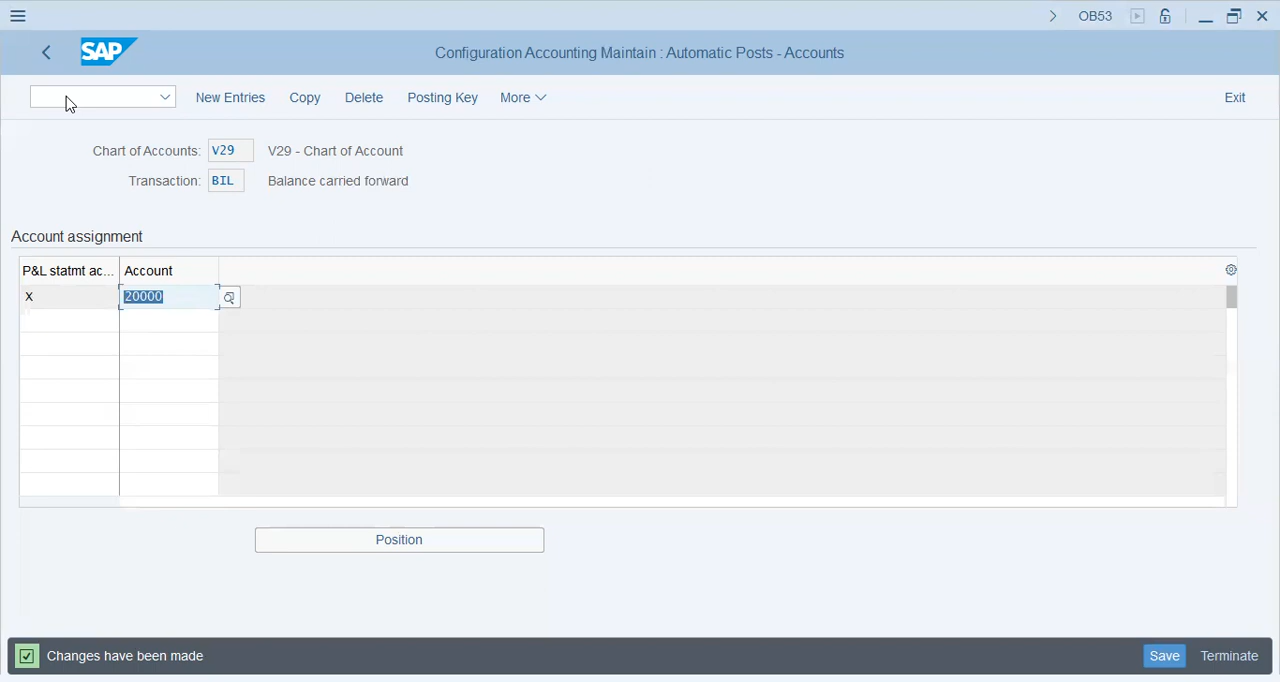 OB53
SAP
Configuration Accounting Maintain : Automatic Posts - Accounts
New Entries Copy Delete Posting Key More Exit
Chart of Accounts: V29 V29 - Chart of Account
Transaction: BIL Balance carried forward
Account assignment
P&L statmt ac... Account
X 20000
Position
Changes have been made Save Terminate